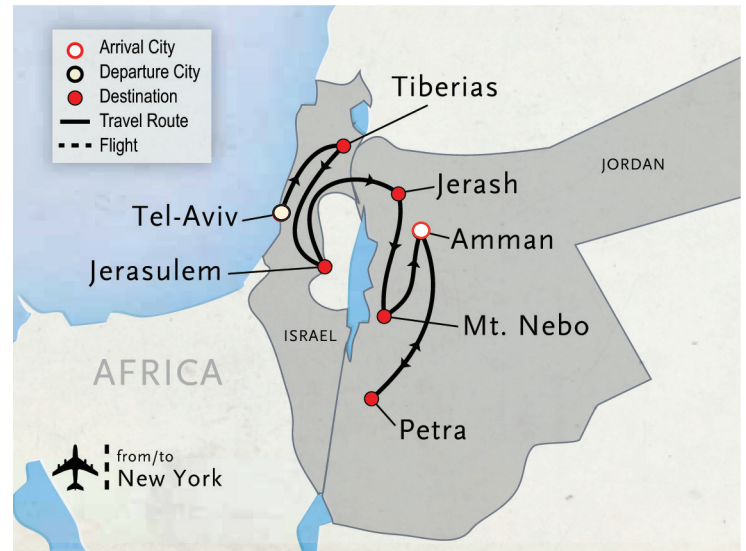 Arrival City
Departure City
Destination
Travel Route
Flight
Tiberias
JORDAN
Jerash
Tel-Aviv
Amman
Jerasulem
Mt. Nebo
ISRAEL
AFRICA
Petra
from/to
New York